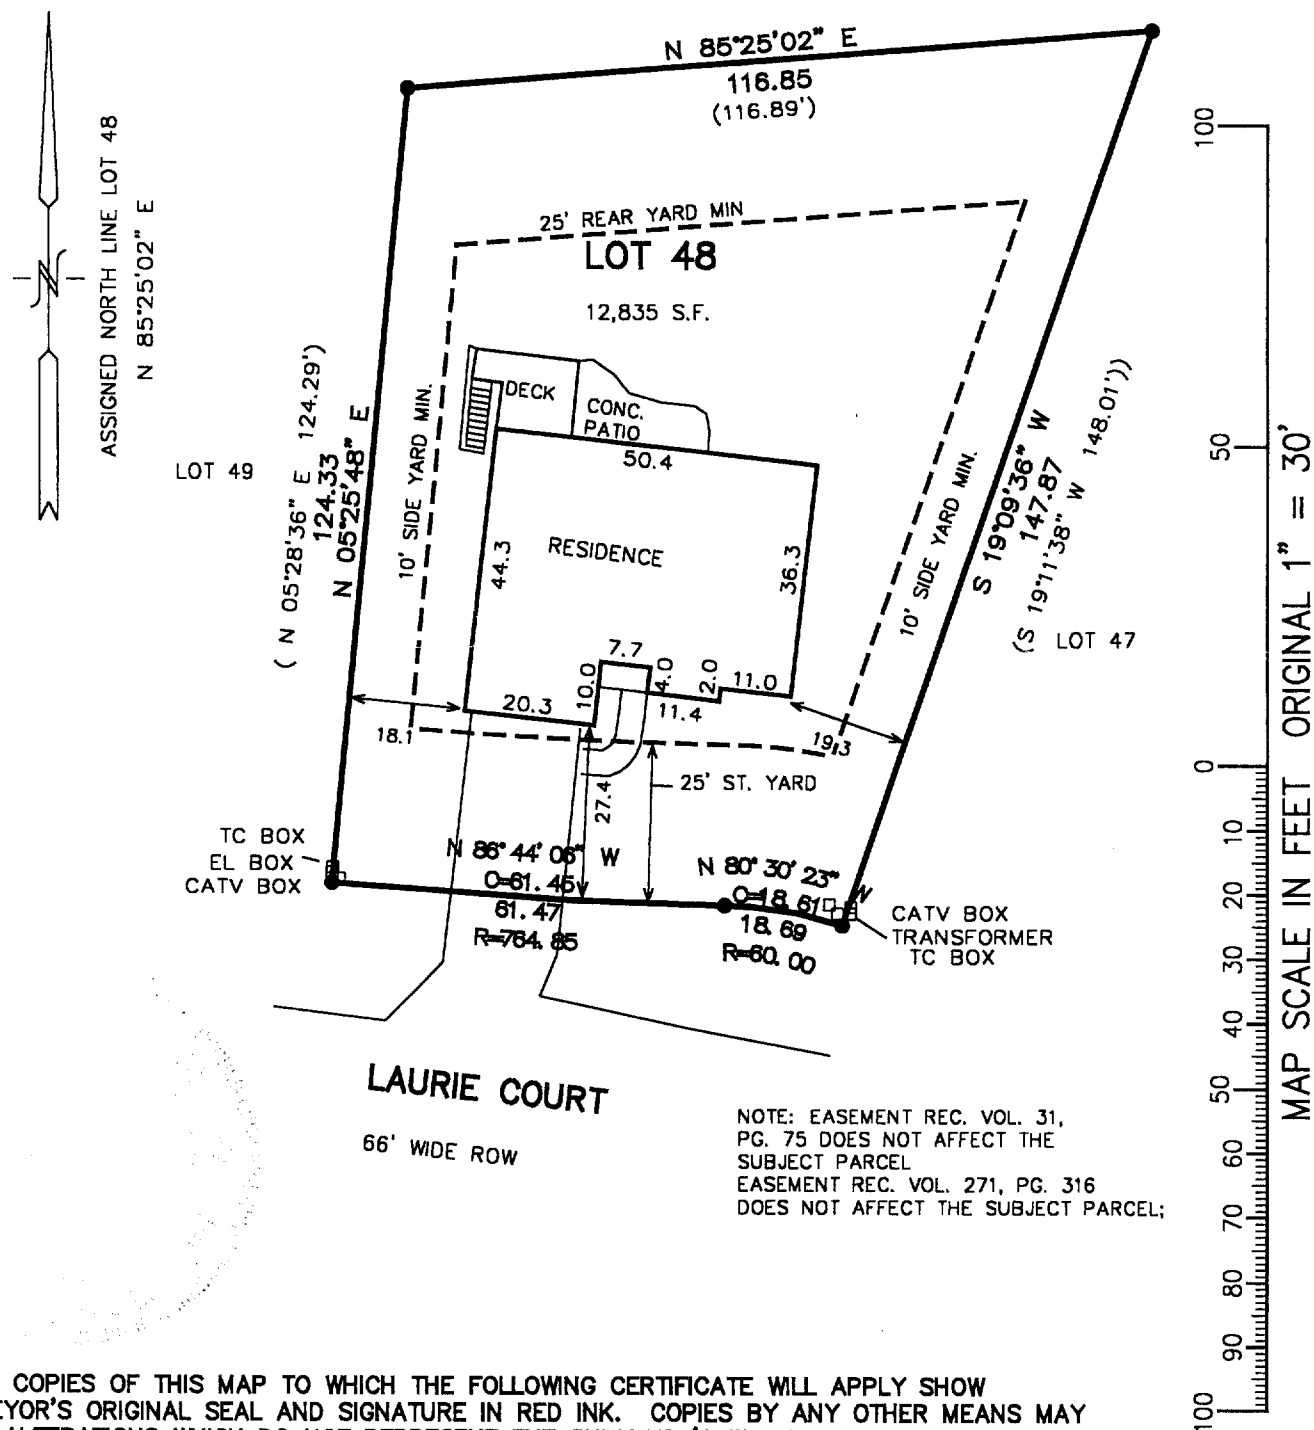 N 85°25'02" E
116.85
(116.89')
ASSIGNED NORTH LINE LOT 48
N 85°25'02" E
N
25' REAR YARD MIN
LOT 48
12,835 S.F.
( N 05°28'36" E 124.29')
124.33
N 05°25'48" E
LOT 49
10' SIDE YARD MIN.
DECK
CONC.
PATIO
50.4
RESIDENCE
44.3
36.3
10' SIDE YARD MIN.
S 19°09'36" W
147.87
(S 19°11'38" W 148.01'))
LOT 47
7.7
10.0
4.0
2.0
11.0
20.3
11.4
18.1
19.3
25' ST. YARD
27.4
TC BOX
EL BOX
CATV BOX
N 86°44'06" W
C=61.45
61.47
R=764.85
N 80°30'23" W
C=18.61
18.69
R=60.00
CATV BOX
TRANSFORMER
TC BOX
LAURIE COURT
66' WIDE ROW
NOTE: EASEMENT REC. VOL. 31,
PG. 75 DOES NOT AFFECT THE
SUBJECT PARCEL
EASEMENT REC. VOL. 271, PG. 316
DOES NOT AFFECT THE SUBJECT PARCEL;
100
50
0
10
20
30
40
50
60
70
80
90
100
MAP SCALE IN FEET ORIGINAL 1" = 30'
COPIES OF THIS MAP TO WHICH THE FOLLOWING CERTIFICATE WILL APPLY SHOW
EYOR'S ORIGINAL SEAL AND SIGNATURE IN RED INK. COPIES BY ANY OTHER MEANS MAY